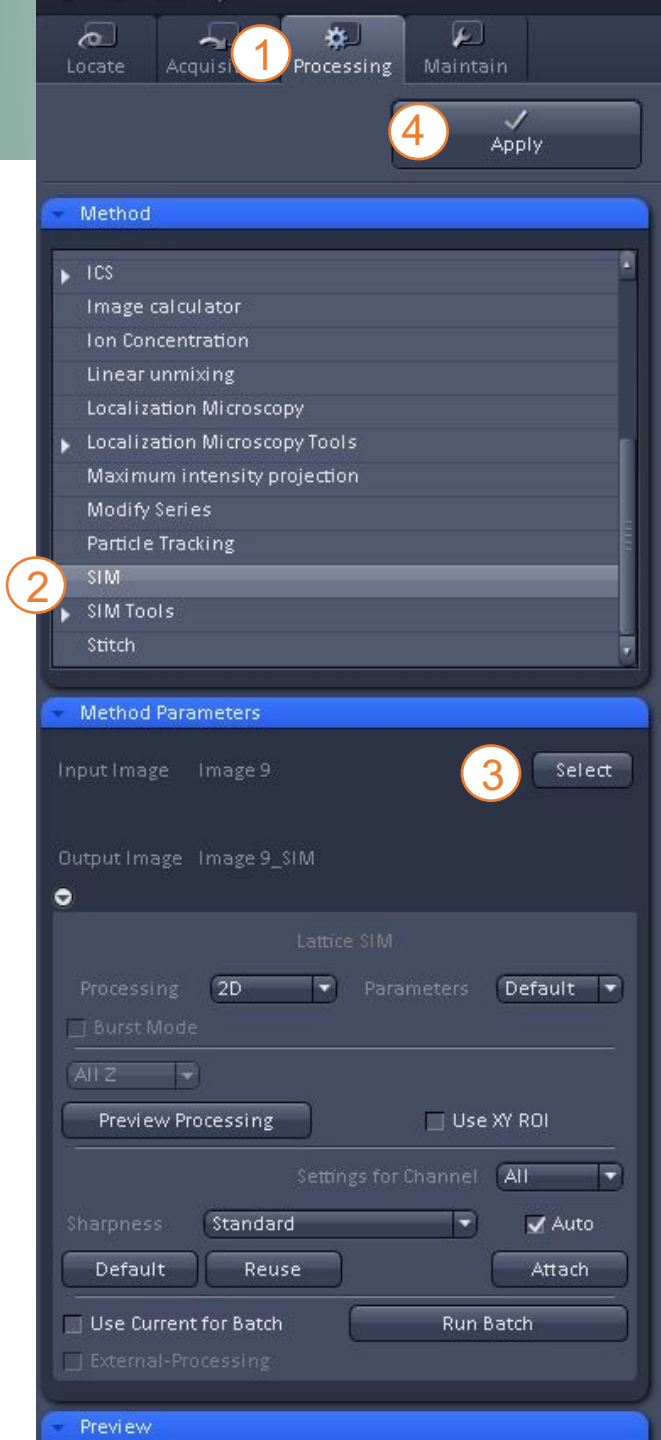 Locate Acquisi 1 Processing Maintain
4 Apply
Method
ICS
Image calculator
Ion Concentration
Linear unmixing
Localization Microscopy
Localization Microscopy Tools
Maximum intensity projection
Modify Series
Particle Tracking
2 SIM
SIM Tools
Stitch
Method Parameters
Input Image Image 9 3 Select
Output Image Image 9_SIM
Lattice SIM
Processing 2D Parameters Default
Burst Mode
All Z
Preview Processing Use XY ROI
Settings for Channel All
Sharpness Standard Auto
Default Reuse Attach
Use Current for Batch Run Batch
External-Processing
Preview